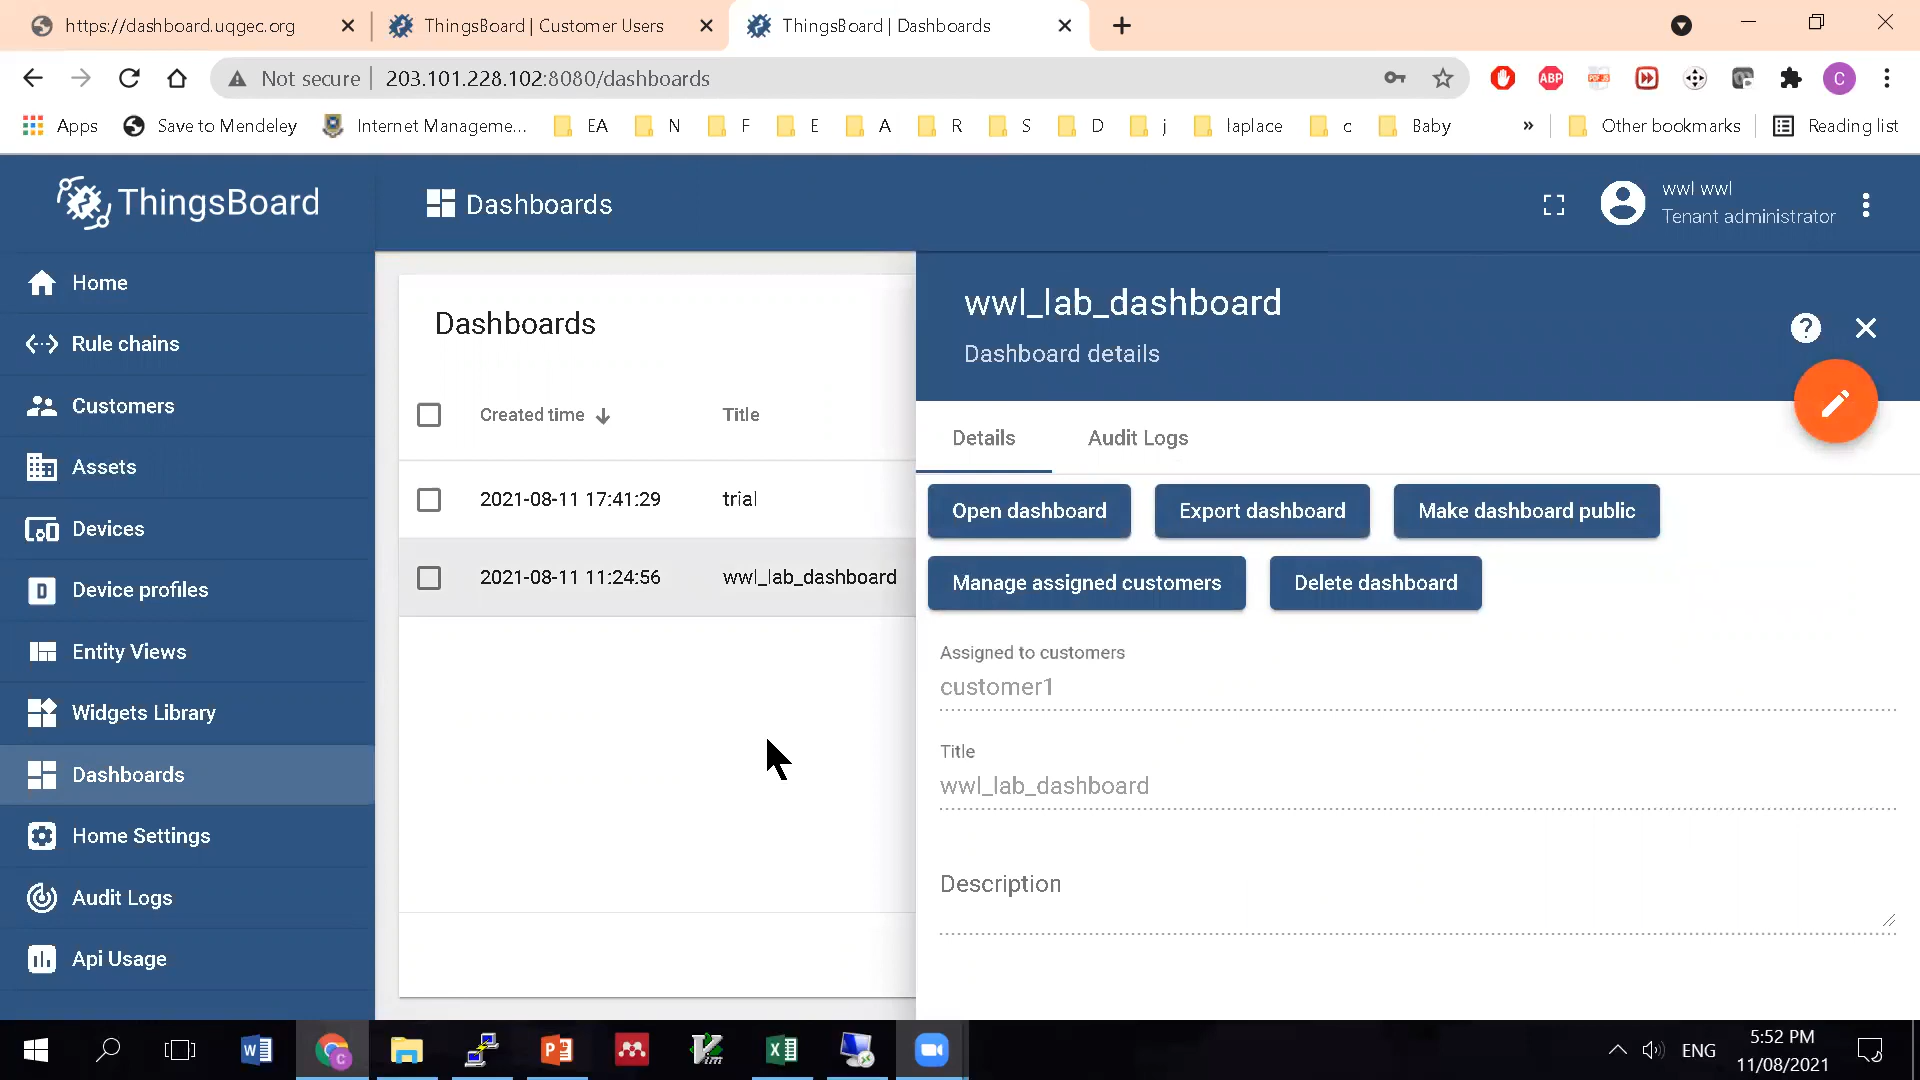 https://dashboard.uqgec.org
ThingsBoard | Customer Users
ThingsBoard | Dashboards
Not secure
203.101.228.102:8080/dashboards
ABP
C
Apps
Save to Mendeley
Internet Manageme...
EA
N
F
E
A
R
S
D
j
laplace
c
Baby
»
Other bookmarks
Reading list
ThingsBoard
Dashboards
wwl wwl
Tenant administrator
Home
Rule chains
Customers
Assets
Devices
Device profiles
Entity Views
Widgets Library
Dashboards
Home Settings
Audit Logs
Api Usage
Dashboards
Created time
Title
2021-08-11 17:41:29
trial
2021-08-11 11:24:56
wwl_lab_dashboard
wwl_lab_dashboard
Dashboard details
Details
Audit Logs
Open dashboard
Export dashboard
Make dashboard public
Manage assigned customers
Delete dashboard
Assigned to customers
customer1
Title
wwl_lab_dashboard
Description
ENG
5:52 PM
11/08/2021